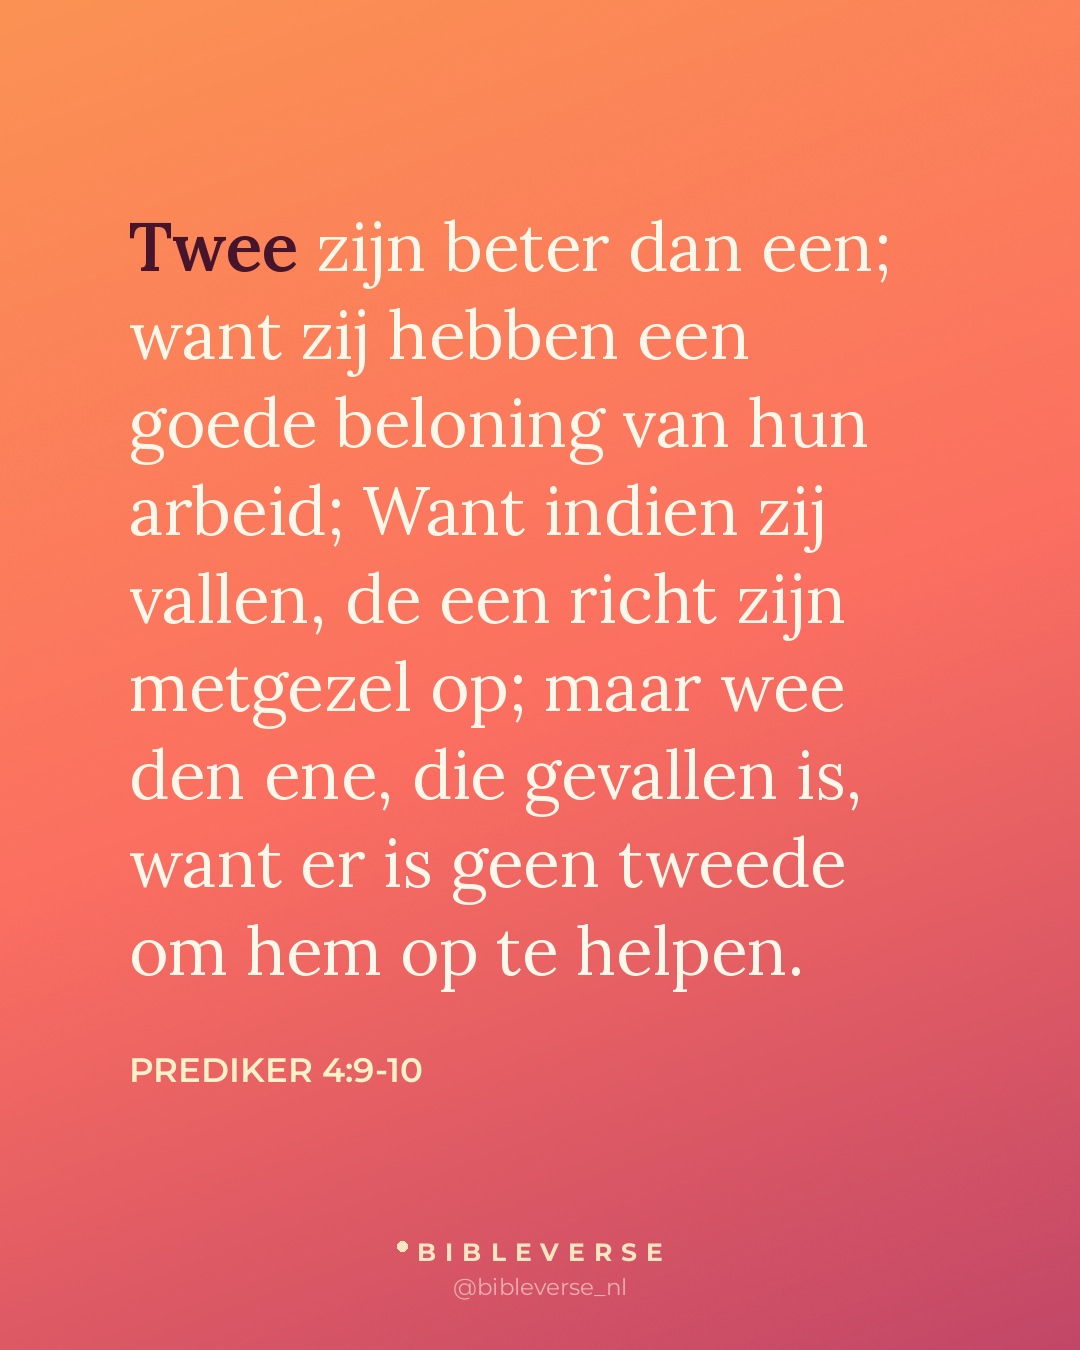 Twee zijn beter dan een;
want zij hebben een
goede beloning van hun
arbeid; Want indien zij
vallen, de een richt zijn
metgezel op; maar wee
den ene, die gevallen is,
want er is geen tweede
om hem op te helpen.
PREDIKER 4:9-10
BIBLEVERSE
@bibleverse_nl